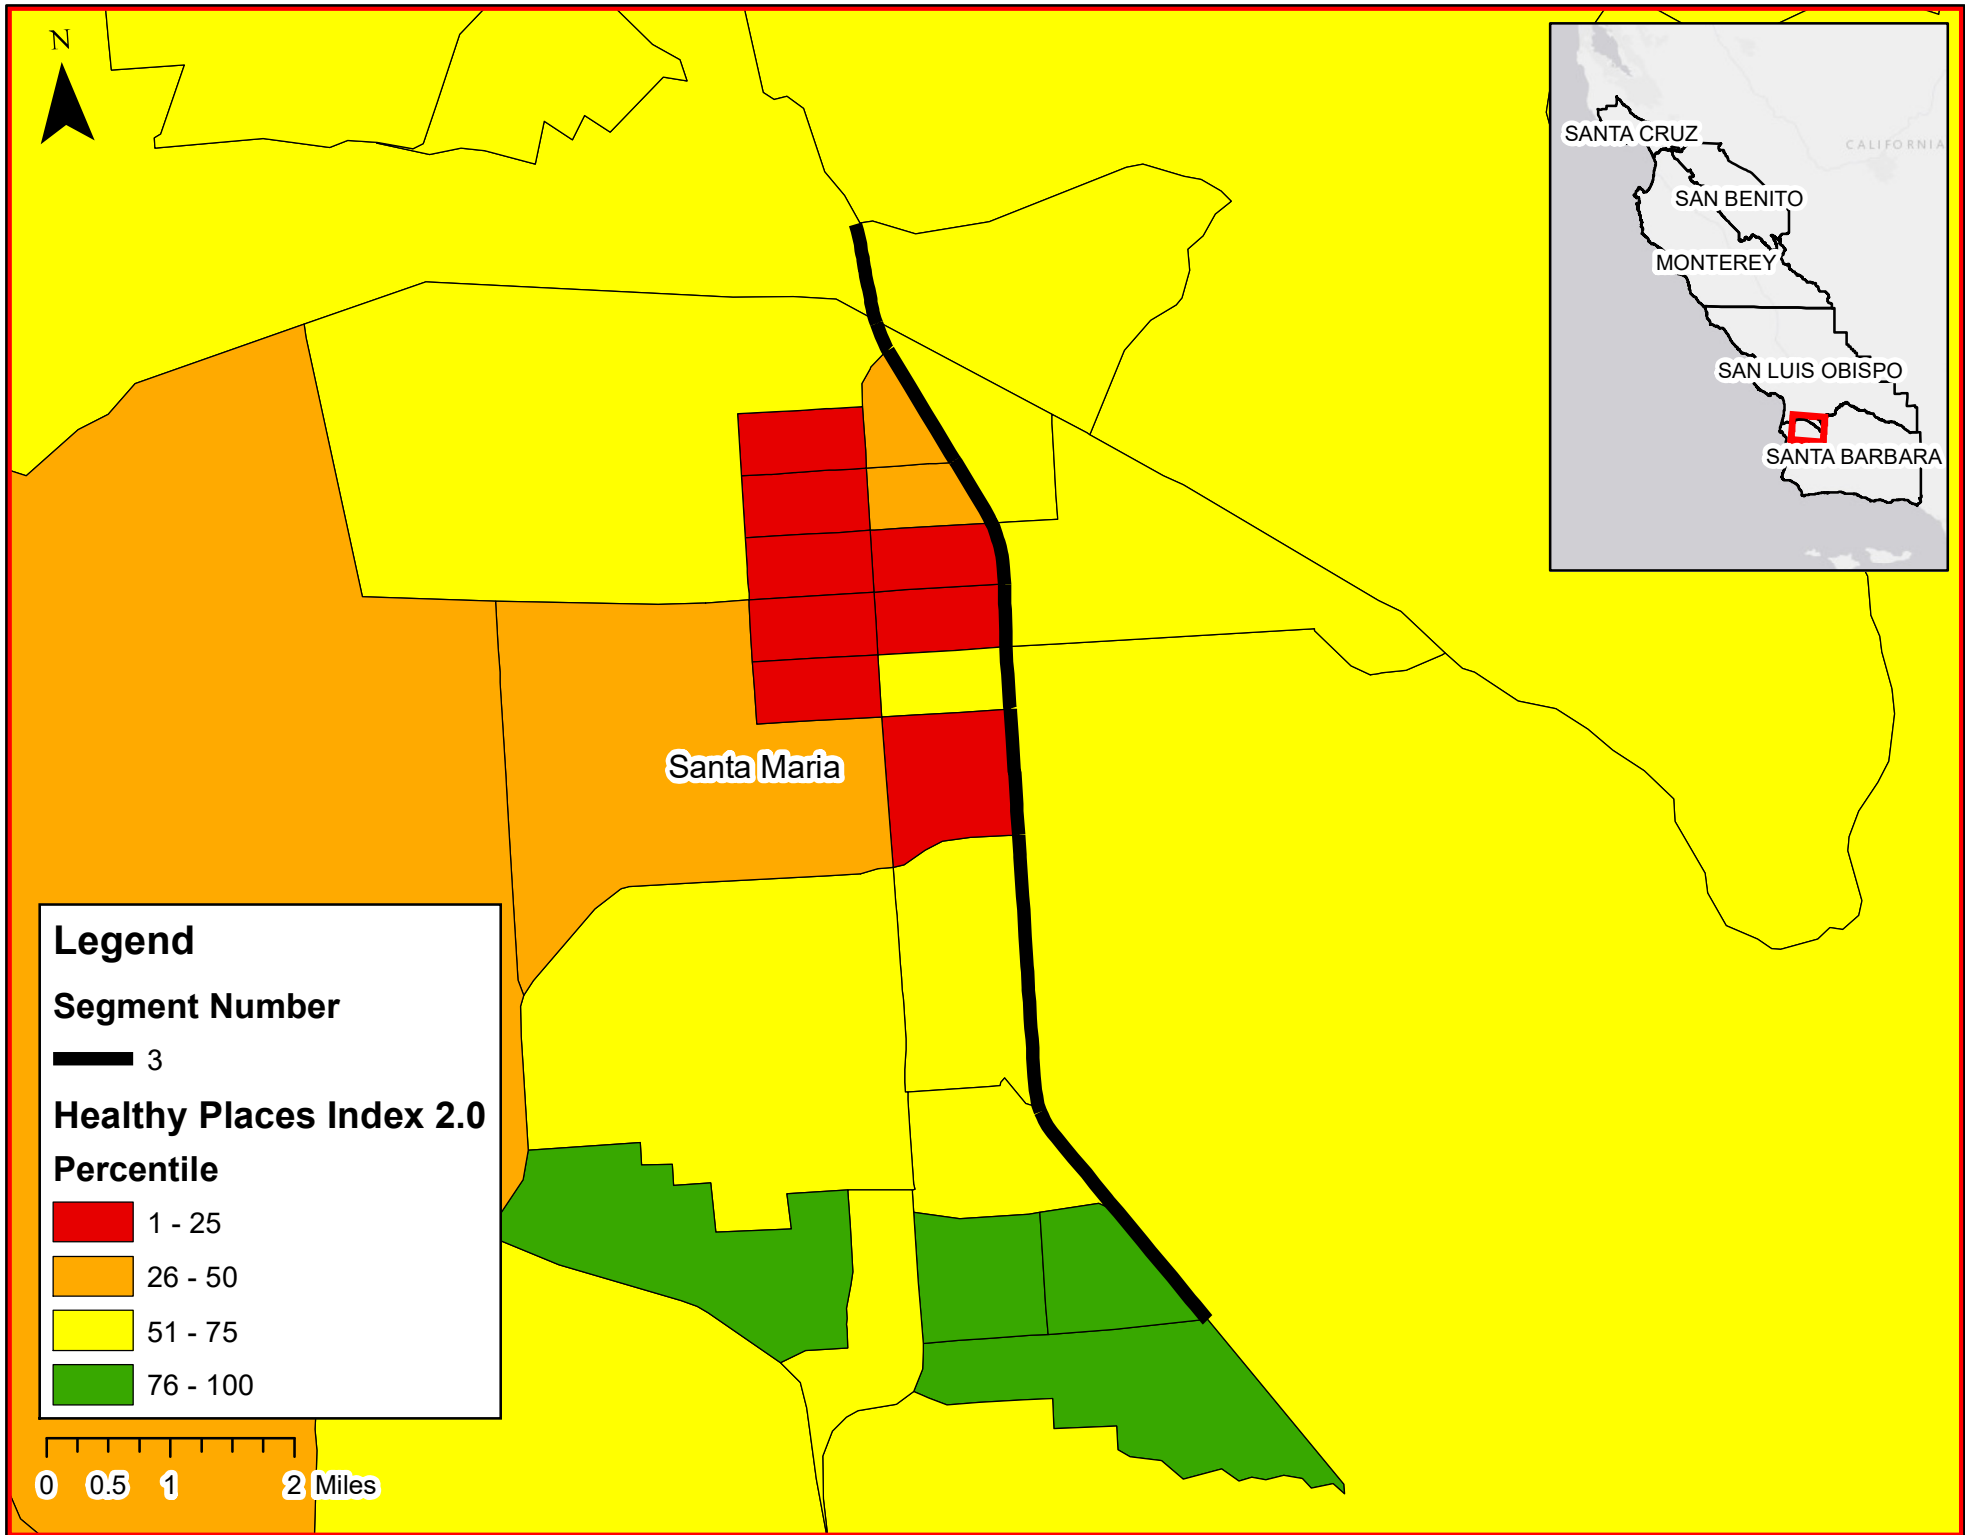 N
SANTA CRUZ
CALIFORNIA
SAN BENITO
MONTEREY
SAN LUIS OBISPO
SANTA BARBARA
Santa Maria
Legend
Segment Number
3
Healthy Places Index 2.0
Percentile
1 - 25
26 - 50
51 - 75
76 - 100
0 0.5 1 2 Miles